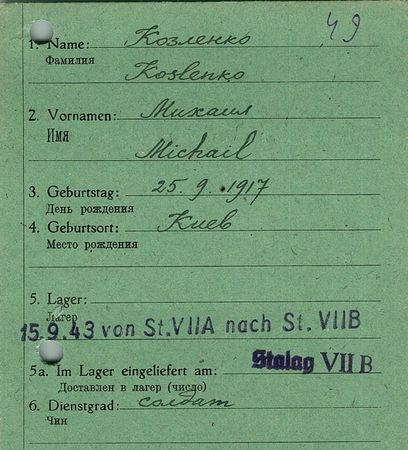 49
1. Name: Козленко
Фамилия
Koslenko
2. Vornamen: Михаил
ИМЯ
Michail
3. Geburtstag: 25. 9. 1917
День рождения
4. Geburtsort: Киев
Место рождения
5. Lager:
Лагер
15.9.43 von St.VIIA nach St. VIIB
5a. Im Lager eingeliefert am: Stalag VII B
Доставлен в лагер (число)
6. Dienstgrad: солдат
Чин